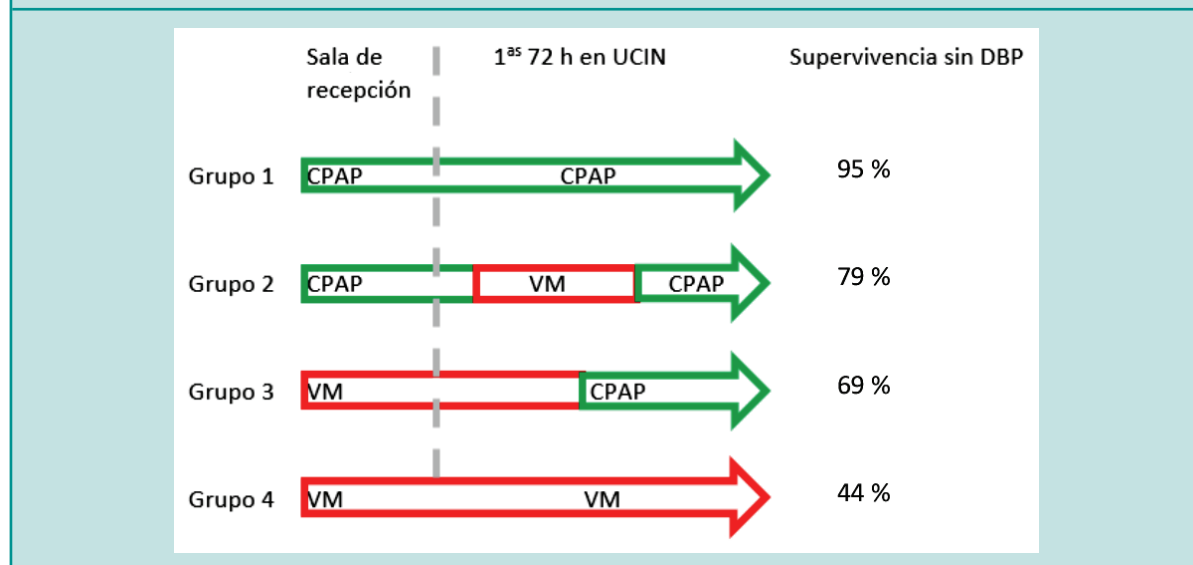 Sala de recepción 1as 72 h en UCIN Supervivencia sin DBP
Grupo 1 CPAP CPAP 95 %
Grupo 2 CPAP VM CPAP 79 %
Grupo 3 VM CPAP 69 %
Grupo 4 VM VM 44 %